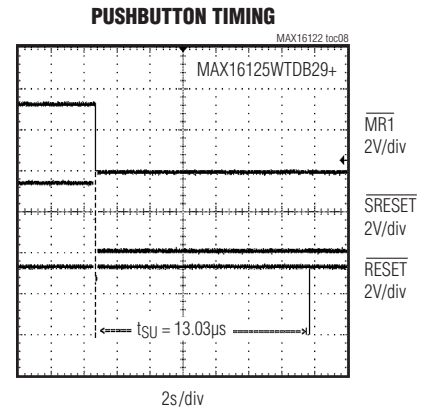 PUSHBUTTON TIMING
MAX16122 toc08
MAX16125WTDB29+
MR1
2V/div
SRESET
2V/div
RESET
2V/div
tSU = 13.03µs
2s/div